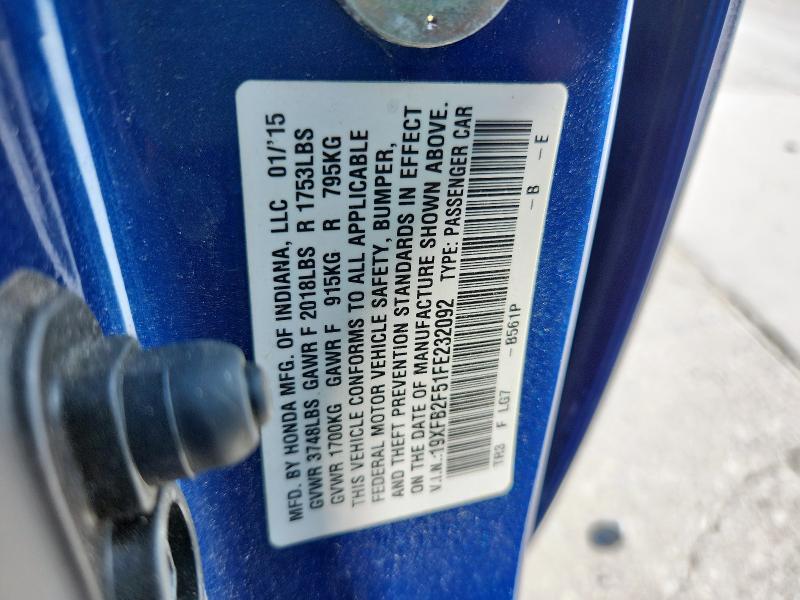 MFD. BY HONDA MFG. OF INDIANA, LLC 01/'15
GVWR 3748LBS GAWR F 2018LBS R 1753LBS
GVWR 1700KG GAWR F 915KG R 795KG
THIS VEHICLE CONFORMS TO ALL APPLICABLE
FEDERAL MOTOR VEHICLE SAFETY, BUMPER,
AND THEFT PREVENTION STANDARDS IN EFFECT
ON THE DATE OF MANUFACTURE SHOWN ABOVE.
V.I.N.:19XFB2F51FE232092 TYPE: PASSENGER CAR
TR3 F LG7 -B561P -B -E